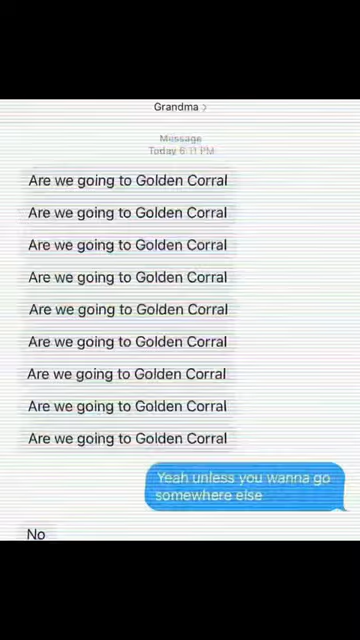 Grandma >
Message
Today 6:11 PM
Are we going to Golden Corral
Are we going to Golden Corral
Are we going to Golden Corral
Are we going to Golden Corral
Are we going to Golden Corral
Are we going to Golden Corral
Are we going to Golden Corral
Are we going to Golden Corral
Are we going to Golden Corral
Yeah unless you wanna go
somewhere else
No